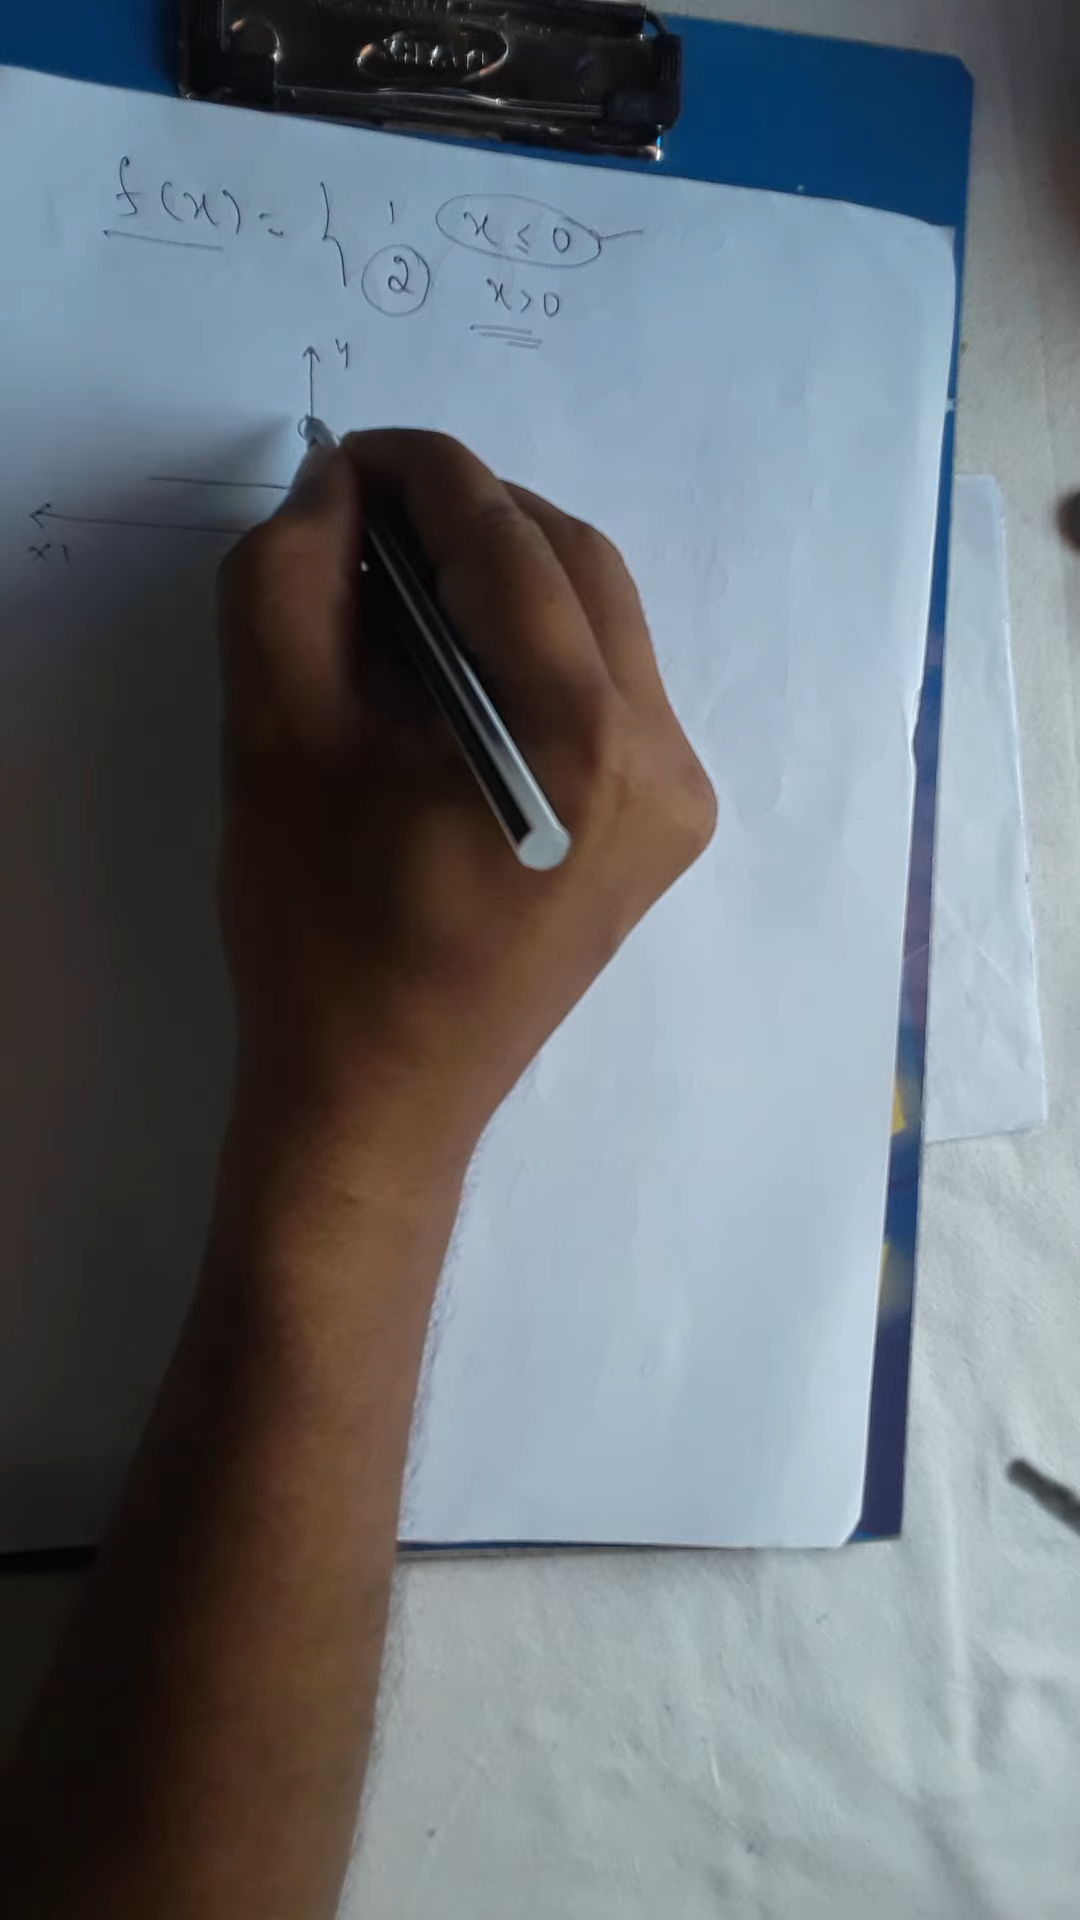 f(x) = { 1 x ≤ 0
2 x > 0
y
x'